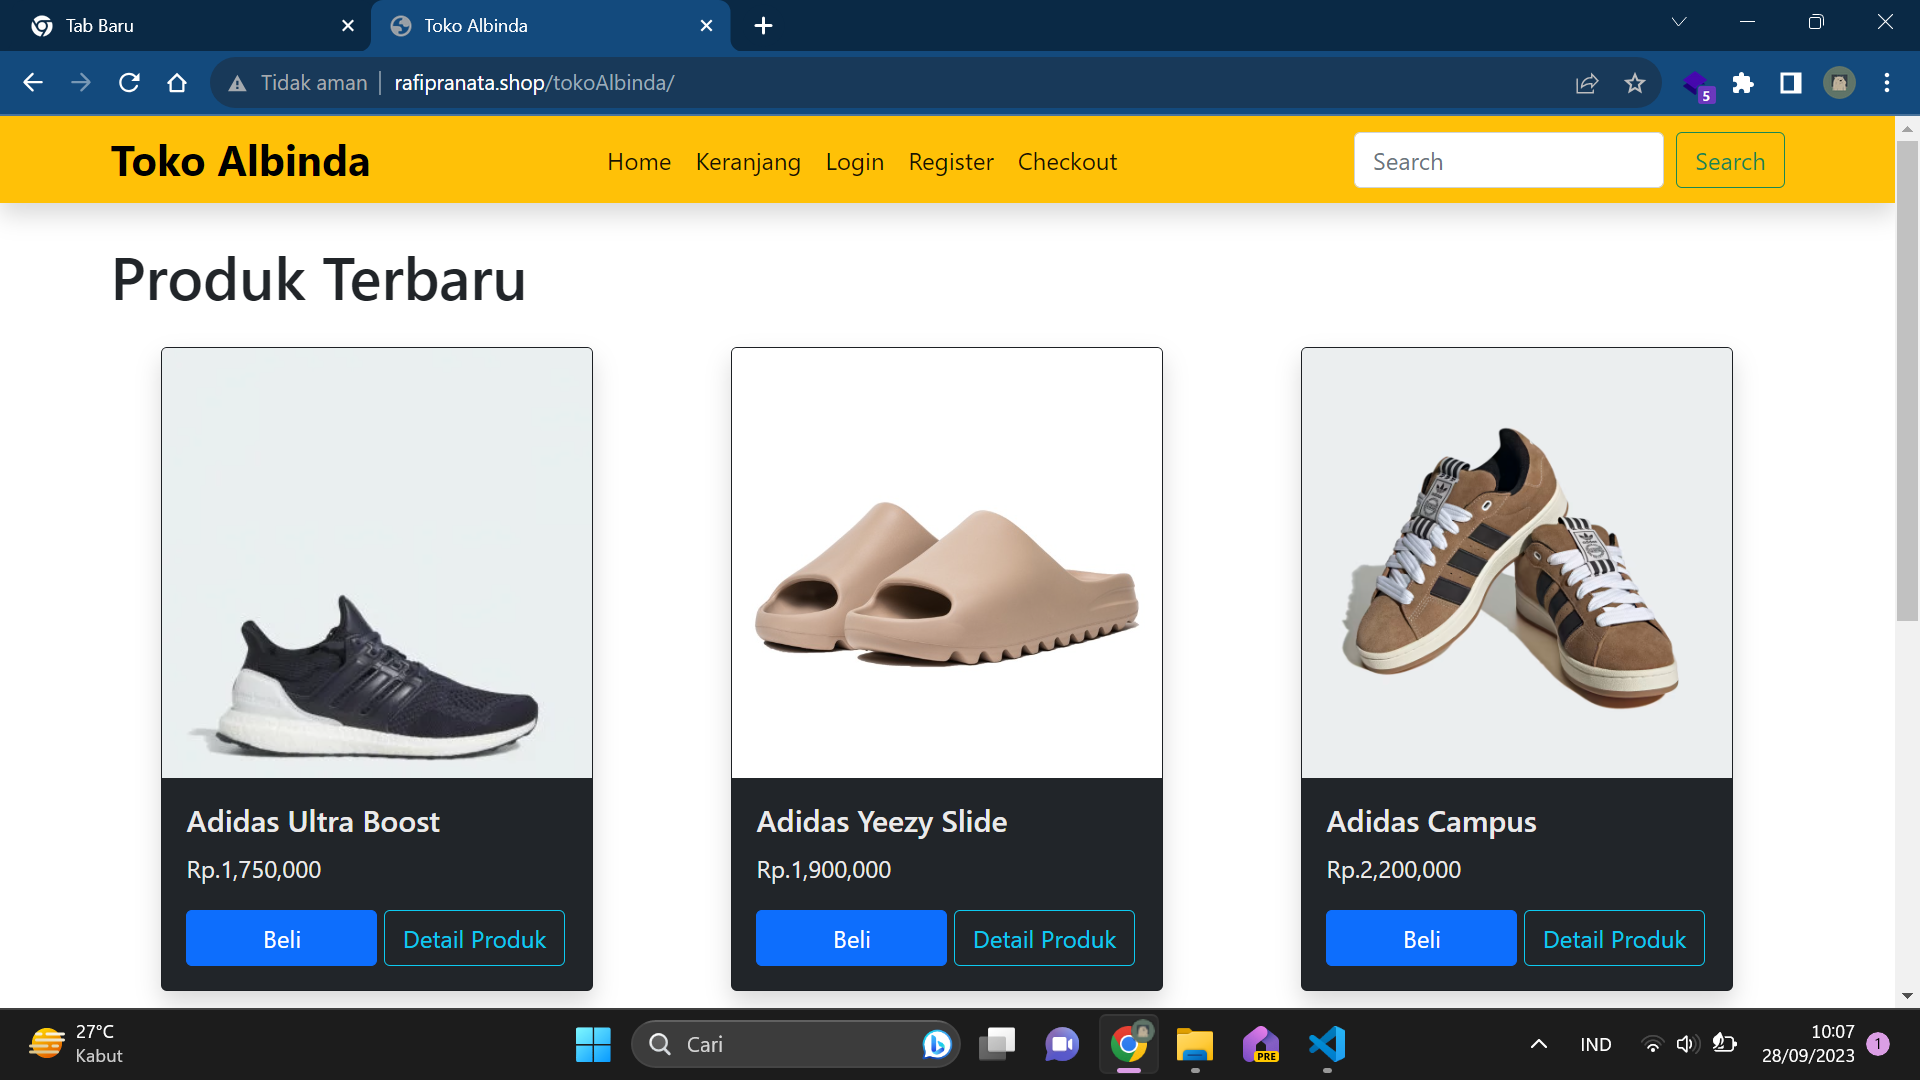 Tab Baru
Toko Albinda
Tidak aman
rafipranata.shop/tokoAlbinda/
5
Toko Albinda
Home Keranjang Login Register Checkout
Search
Search
Produk Terbaru
Adidas Ultra Boost
Rp.1,750,000
Beli
Detail Produk
Adidas Yeezy Slide
Rp.1,900,000
Beli
Detail Produk
Adidas Campus
Rp.2,200,000
Beli
Detail Produk
27°C
Kabut
Cari
PRE
IND
10:07
28/09/2023
1